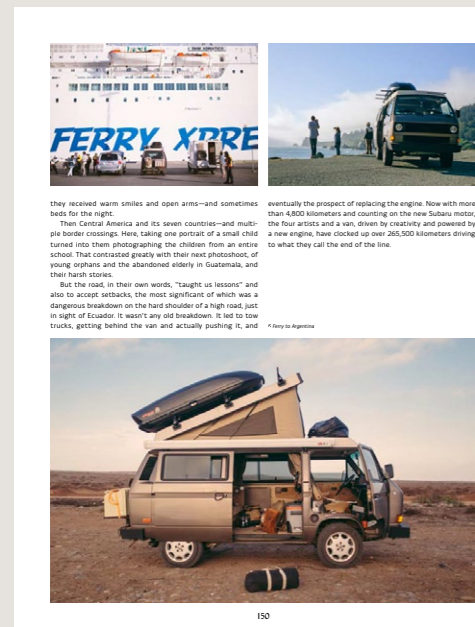 FERRY XPRE
they received warm smiles and open arms—and sometimes
beds for the night.
Then Central America and its seven countries—and multi-
ple border crossings. Here, taking one portrait of a small child
turned into them photographing the children from an entire
school. That contrasted greatly with their next photoshoot, of
young orphans and the abandoned elderly in Guatemala, and
their harsh stories.
But the road, in their own words, "taught us lessons" and
also to accept setbacks, the most significant of which was a
dangerous breakdown on the hard shoulder of a high road, just
in sight of Ecuador. It wasn't any old breakdown. It led to tow
trucks, getting behind the van and actually pushing it, and
eventually the prospect of replacing the engine. Now with more
than 4,800 kilometers and counting on the new Subaru motor,
the four artists and a van, driven by creativity and powered by
a new engine, have clocked up over 265,500 kilometers driving
to what they call the end of the line.
Ferry to Argentina
150